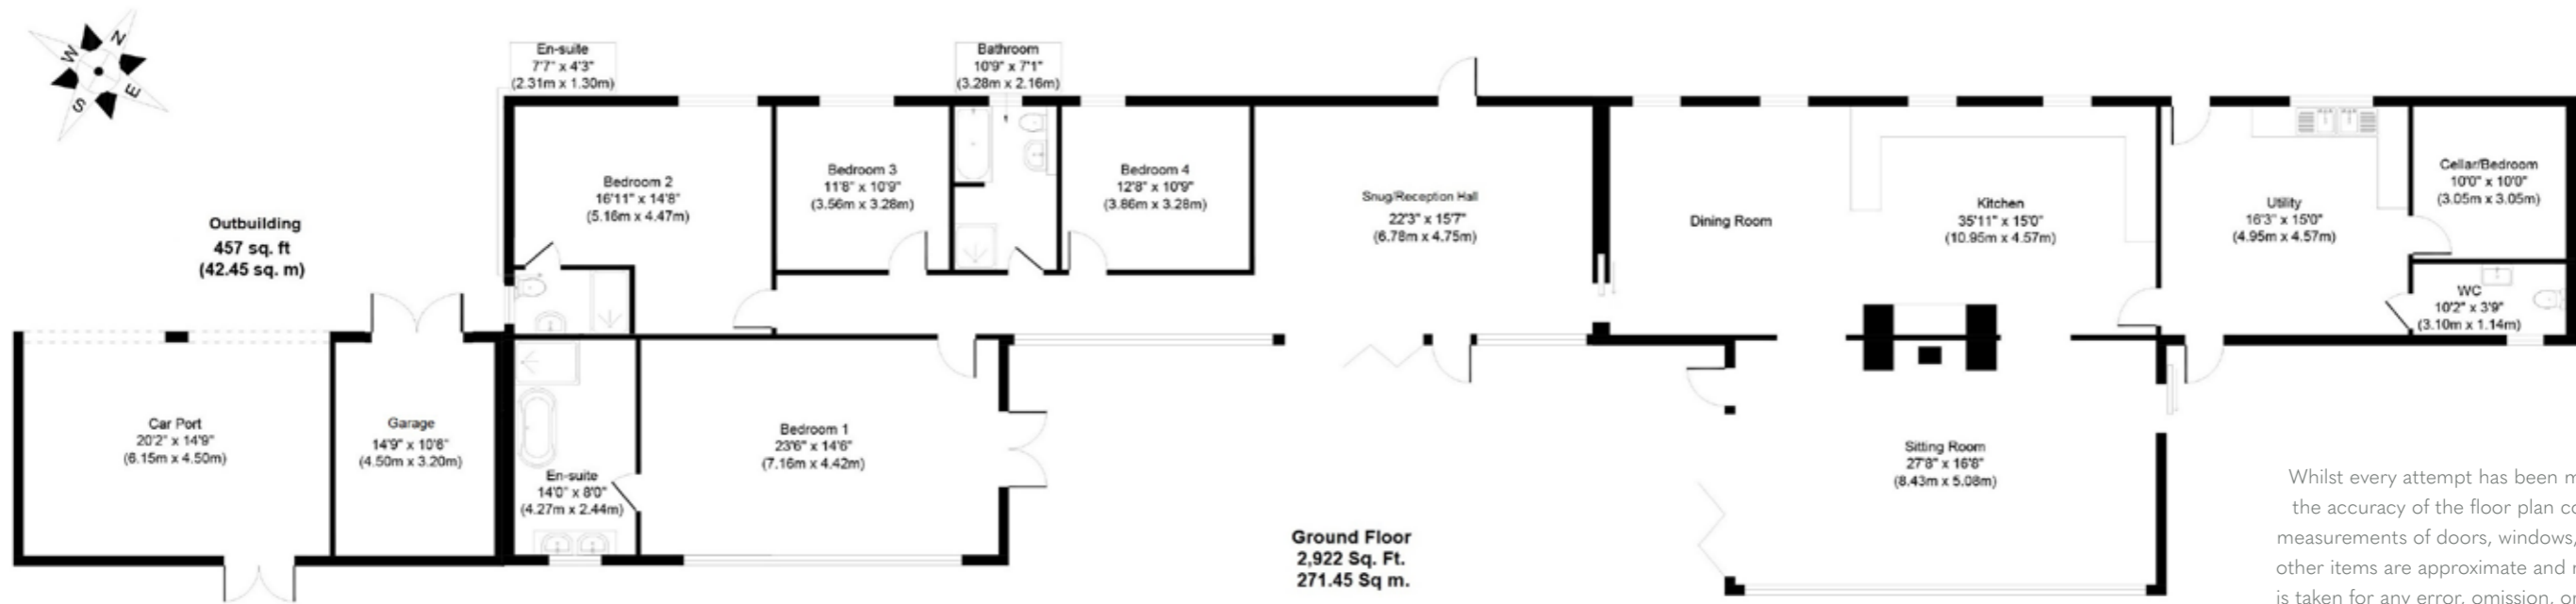 N
W
E
S
En-suite
7'7" x 4'3"
(2.31m x 1.30m)
Bathroom
10'9" x 7'1"
(3.28m x 2.16m)
Outbuilding
457 sq. ft
(42.45 sq. m)
Bedroom 2
16'11" x 14'8"
(5.16m x 4.47m)
Bedroom 3
11'8" x 10'9"
(3.56m x 3.28m)
Bedroom 4
12'8" x 10'9"
(3.86m x 3.28m)
Snug/Reception Hall
22'3" x 15'7"
(6.78m x 4.75m)
Dining Room
Kitchen
35'11" x 15'0"
(10.95m x 4.57m)
Utility
16'3" x 15'0"
(4.95m x 4.57m)
Cellar/Bedroom
10'0" x 10'0"
(3.05m x 3.05m)
WC
10'2" x 3'9"
(3.10m x 1.14m)
Car Port
20'2" x 14'9"
(6.15m x 4.50m)
Garage
14'9" x 10'6"
(4.50m x 3.20m)
En-suite
14'0" x 8'0"
(4.27m x 2.44m)
Bedroom 1
23'6" x 14'6"
(7.16m x 4.42m)
Sitting Room
27'8" x 16'8"
(8.43m x 5.08m)
Ground Floor
2,922 Sq. Ft.
271.45 Sq m.
Whilst every attempt has been
the accuracy of the floor plan
measurements of doors, windows,
other items are approximate and
is taken for any error, omission,